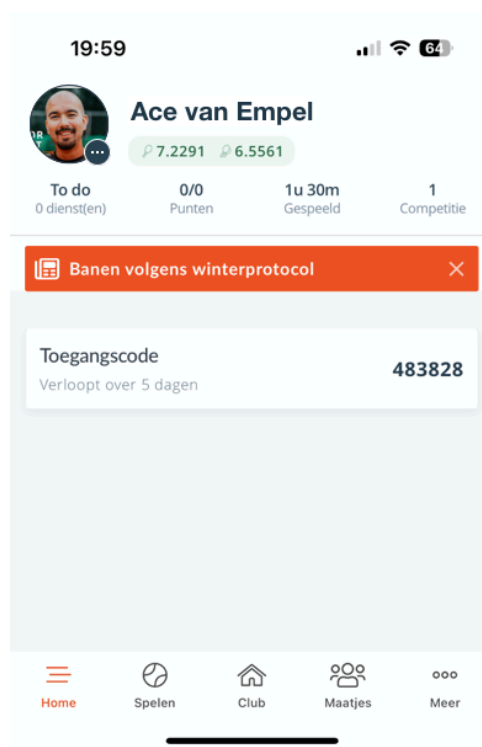 19:59
64
Ace van Empel
7.2291 6.5561
To do 0/0 1u 30m 1
0 dienst(en) Punten Gespeeld Competitie
Banen volgens winterprotocol
Toegangscode
483828
Verloopt over 5 dagen
Home Spelen Club Maatjes Meer